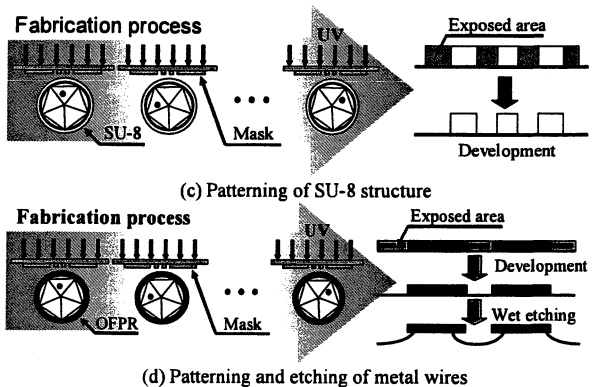 Fabrication process
UV
Exposed area
SU-8
Mask
Development
(c) Patterning of SU-8 structure
Fabrication process
UV
Exposed area
Development
OFPR
Mask
Wet etching
(d) Patterning and etching of metal wires